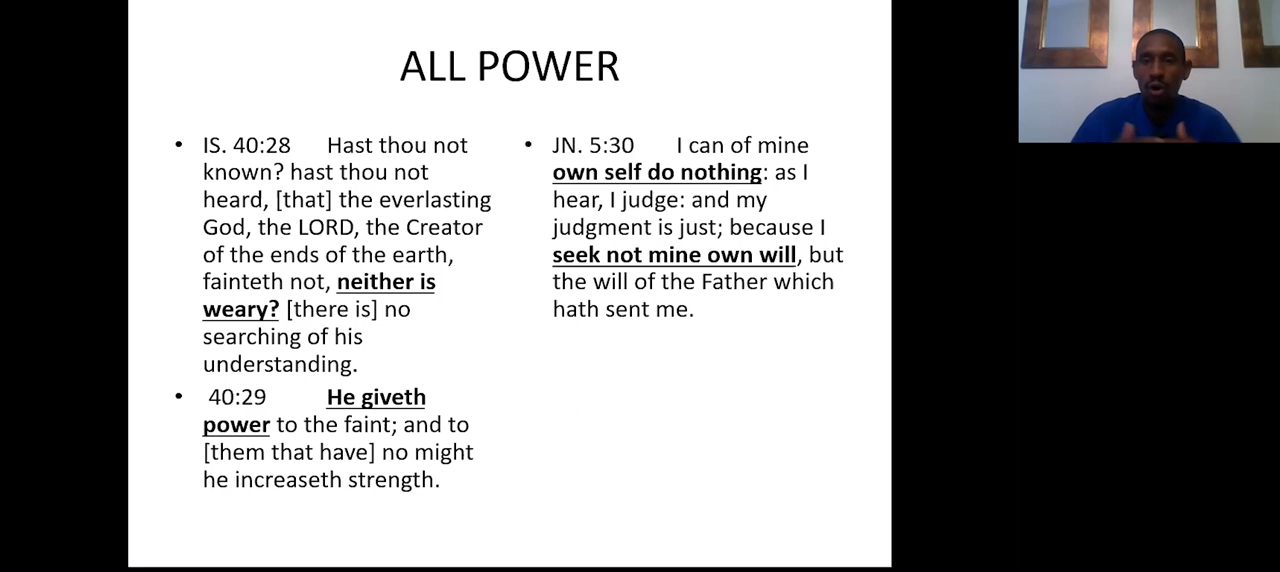 ALL POWER
• IS. 40:28 Hast thou not
known? hast thou not
heard, [that] the everlasting
God, the LORD, the Creator
of the ends of the earth,
fainteth not, neither is
weary? [there is] no
searching of his
understanding.
• 40:29 He giveth
power to the faint; and to
[them that have] no might
he increaseth strength.
• JN. 5:30 I can of mine
own self do nothing: as I
hear, I judge: and my
judgment is just; because I
seek not mine own will, but
the will of the Father which
hath sent me.